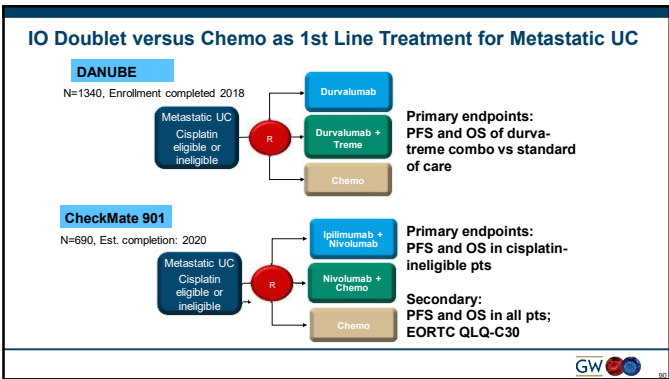 IO Doublet versus Chemo as 1st Line Treatment for Metastatic UC
DANUBE
N=1340, Enrollment completed 2018
Metastatic UC
Cisplatin
eligible or
ineligible
R
Durvalumab
Durvalumab +
Treme
Chemo
Primary endpoints:
PFS and OS of durva-
treme combo vs standard
of care
CheckMate 901
N=690, Est. completion: 2020
Metastatic UC
Cisplatin
eligible or
ineligible
R
Ipilimumab +
Nivolumab
Nivolumab +
Chemo
Chemo
Primary endpoints:
PFS and OS in cisplatin-
ineligible pts
Secondary:
PFS and OS in all pts;
EORTC QLQ-C30
GW
90